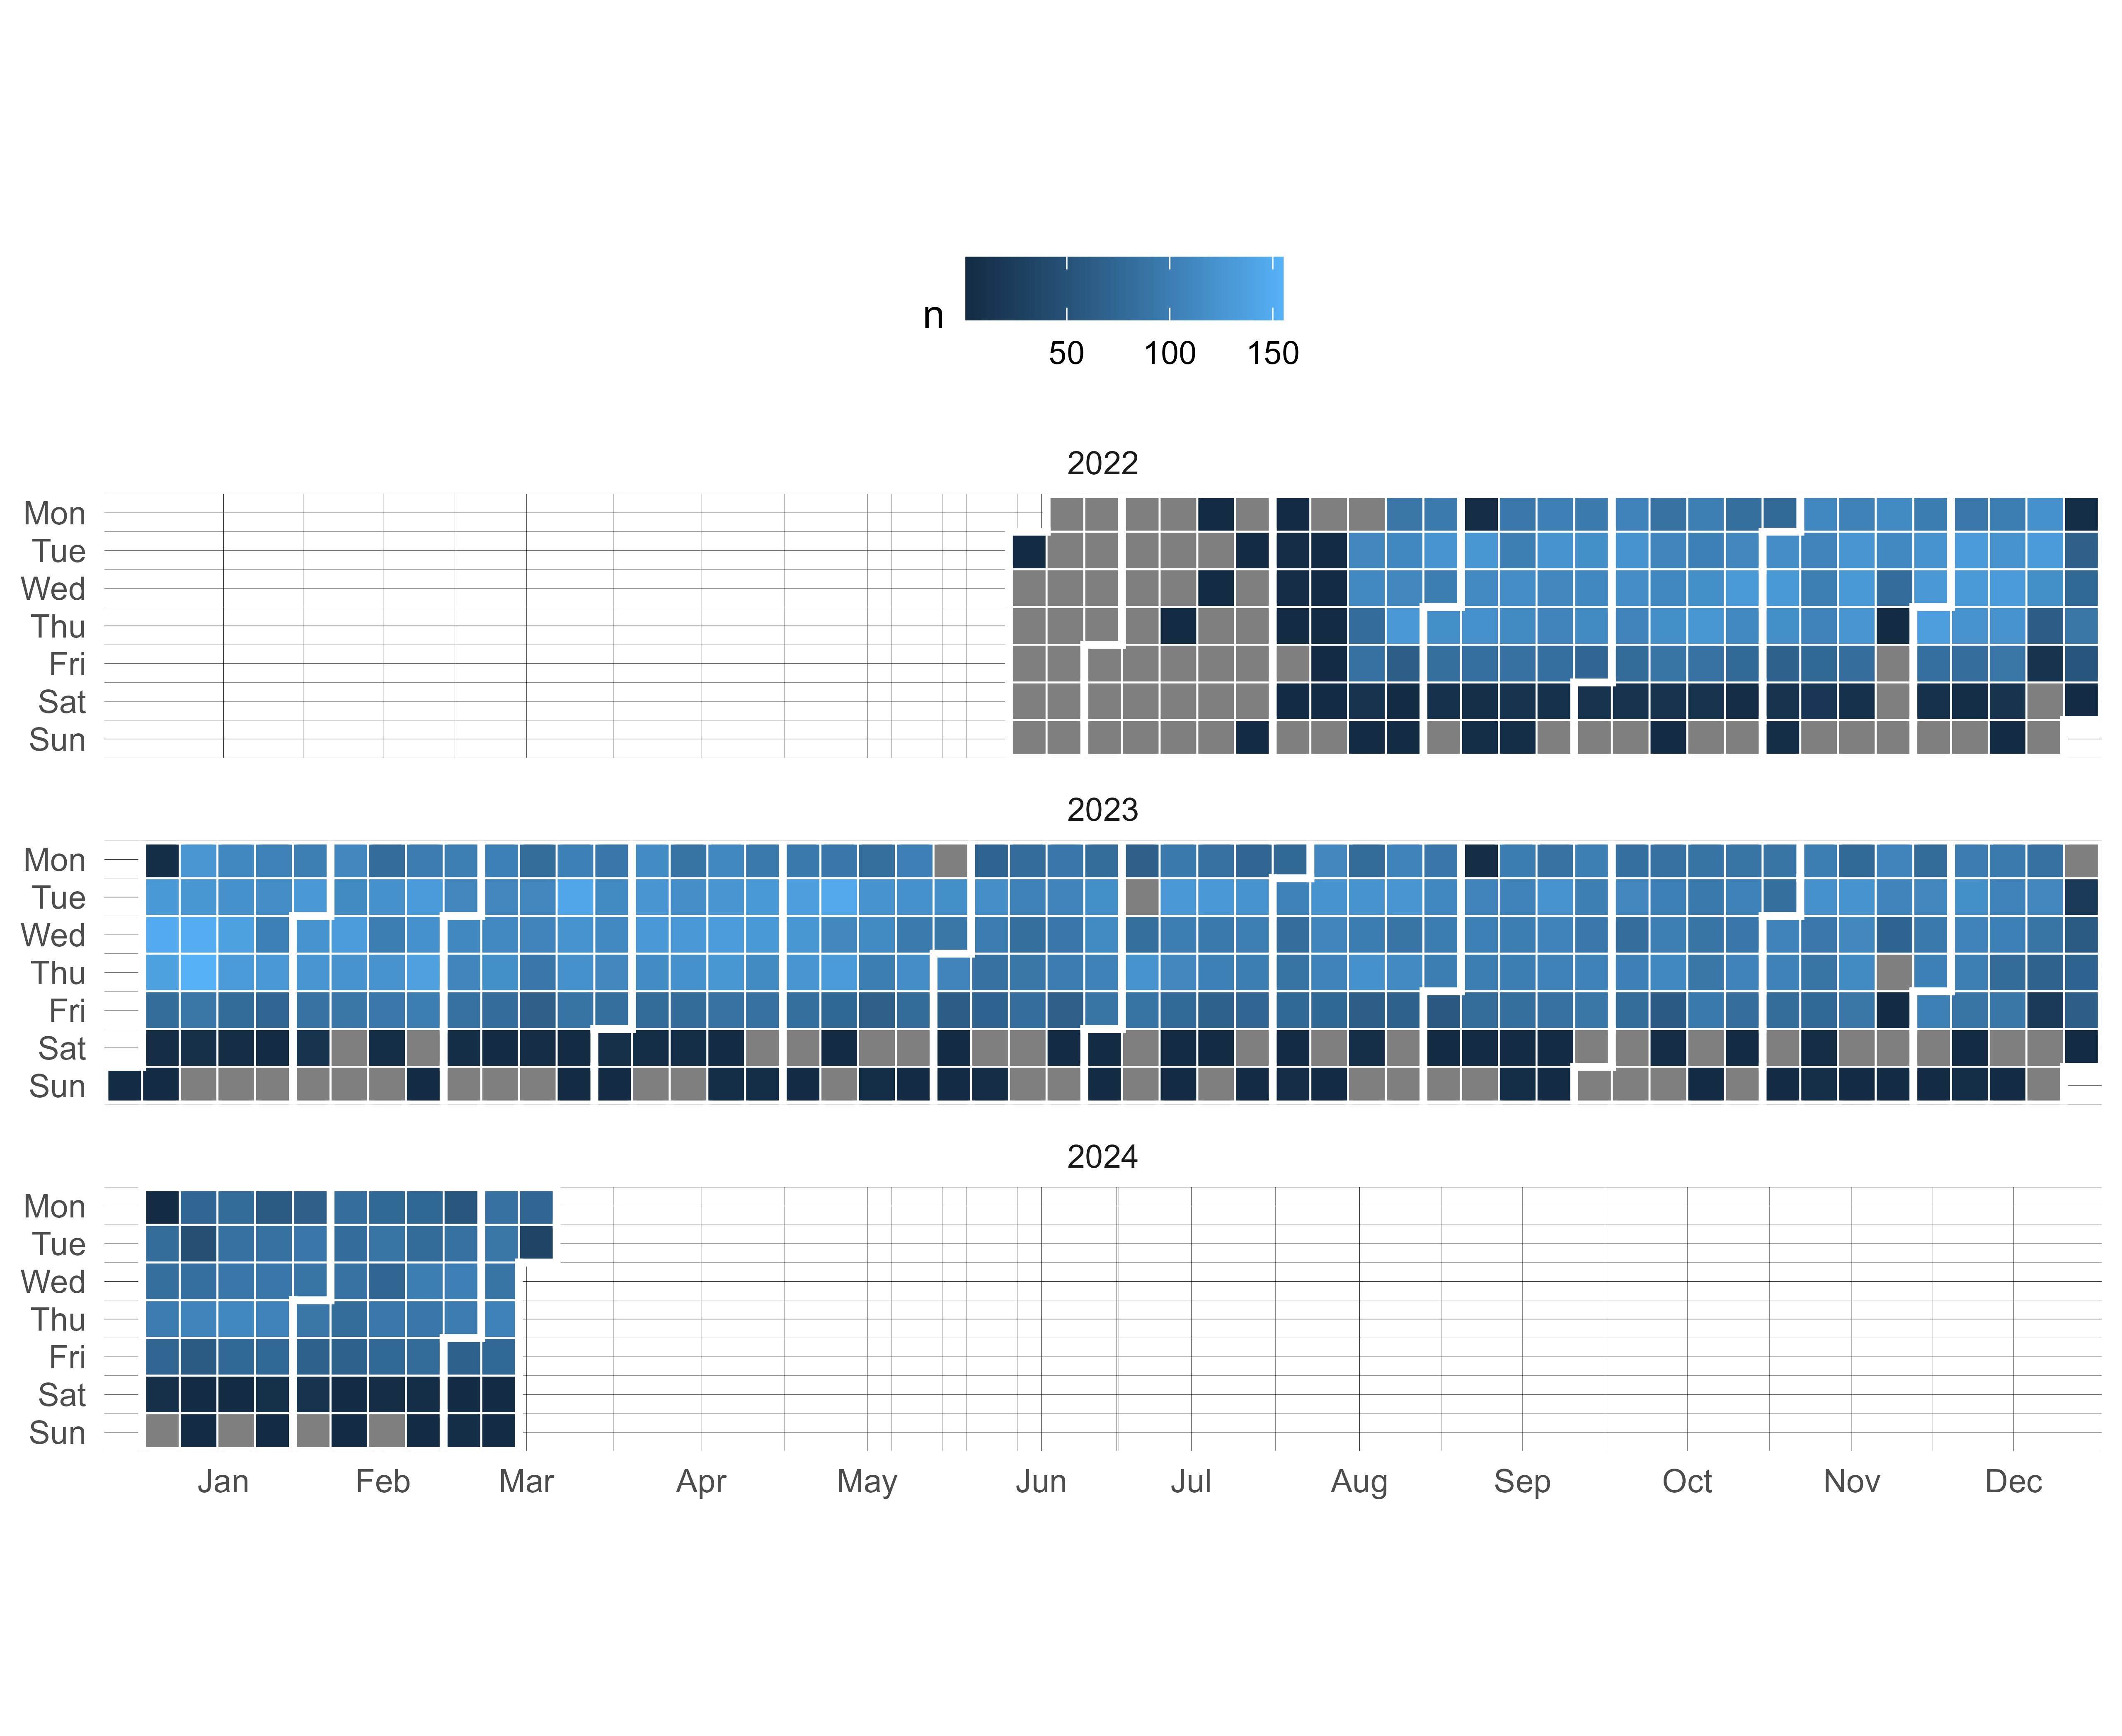 n
50 100 150
2022
Mon
Tue
Wed
Thu
Fri
Sat
Sun
2023
Mon
Tue
Wed
Thu
Fri
Sat
Sun
2024
Mon
Tue
Wed
Thu
Fri
Sat
Sun
Jan Feb Mar Apr May Jun Jul Aug Sep Oct Nov Dec